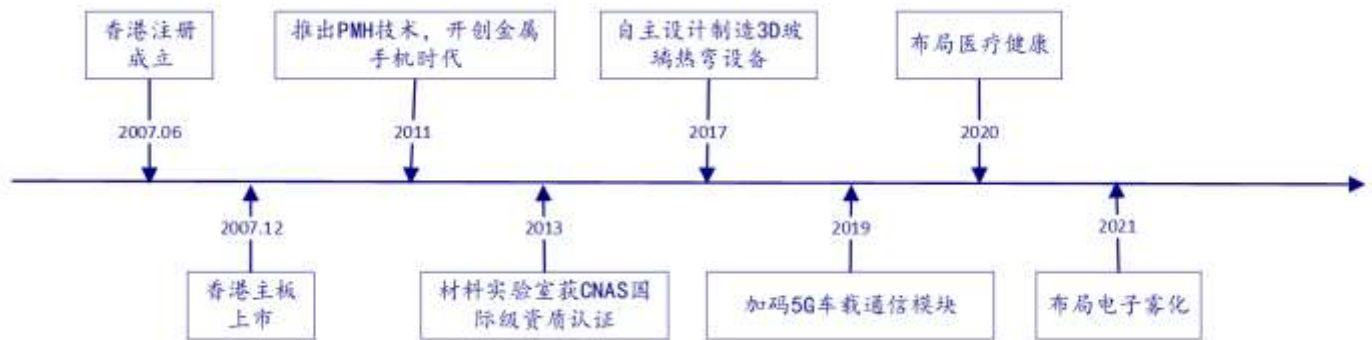 香港注册
成立
推出PMH技术，开创金属
手机时代
自主设计制造3D玻
璃热弯设备
布局医疗健康
2007.06
2011
2017
2020
2007.12
2013
2019
2021
香港主板
上市
材料实验室获CNAS国
际级资质认证
加码5G车载通信模块
布局电子雾化